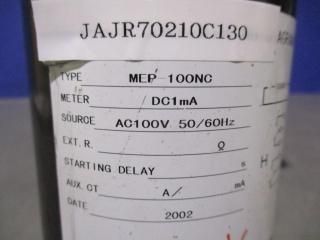 JAJR70210C130
TYPE MEP-100NC
METER DC1mA
SOURCE AC100V 50/60Hz
EXT.R. Ω
STARTING DELAY s
AUX.CT A/ mA
DATE 2002
H